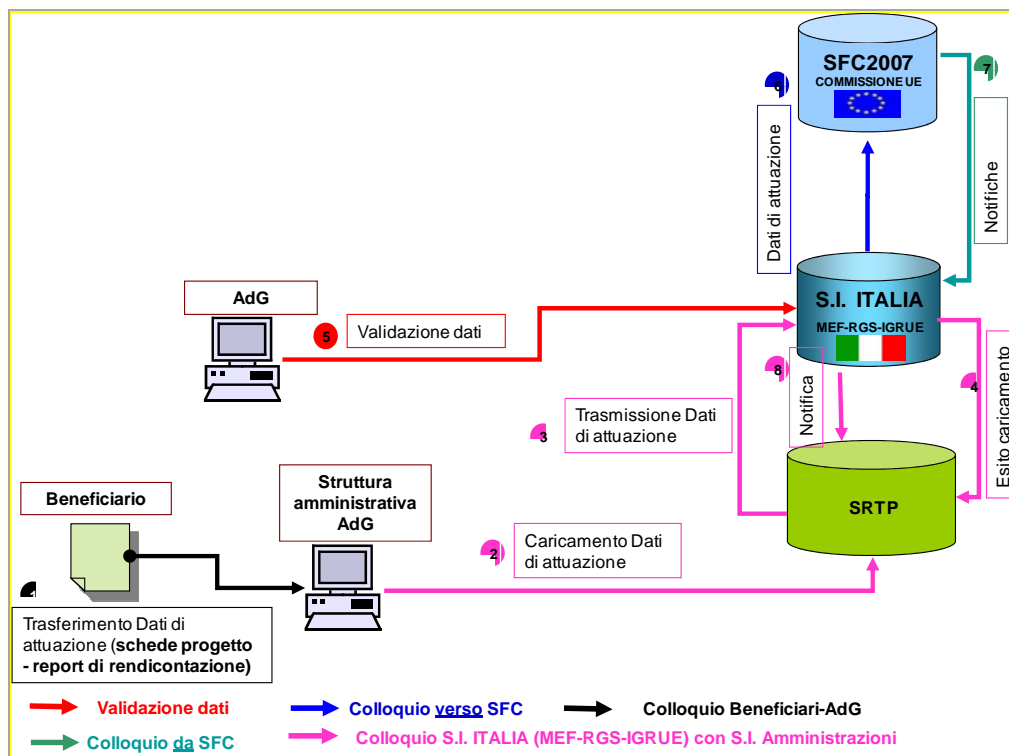 SFC2007
COMMISSIONE UE
7
6
Dati di attuazione
Notifiche
AdG
S.I. ITALIA
MEF-RGS-IGRUE
5
Validazione dati
8
Notifica
4
Esito caricamento
3
Trasmissione Dati
di attuazione
Beneficiario
Struttura
amministrativa
AdG
SRTP
2
Caricamento Dati
di attuazione
1
Trasferimento Dati di
attuazione (schede progetto
- report di rendicontazione)
Validazione dati
Colloquio verso SFC
Colloquio Beneficiari-AdG
Colloquio da SFC
Colloquio S.I. ITALIA (MEF-RGS-IGRUE) con S.I. Amministrazioni